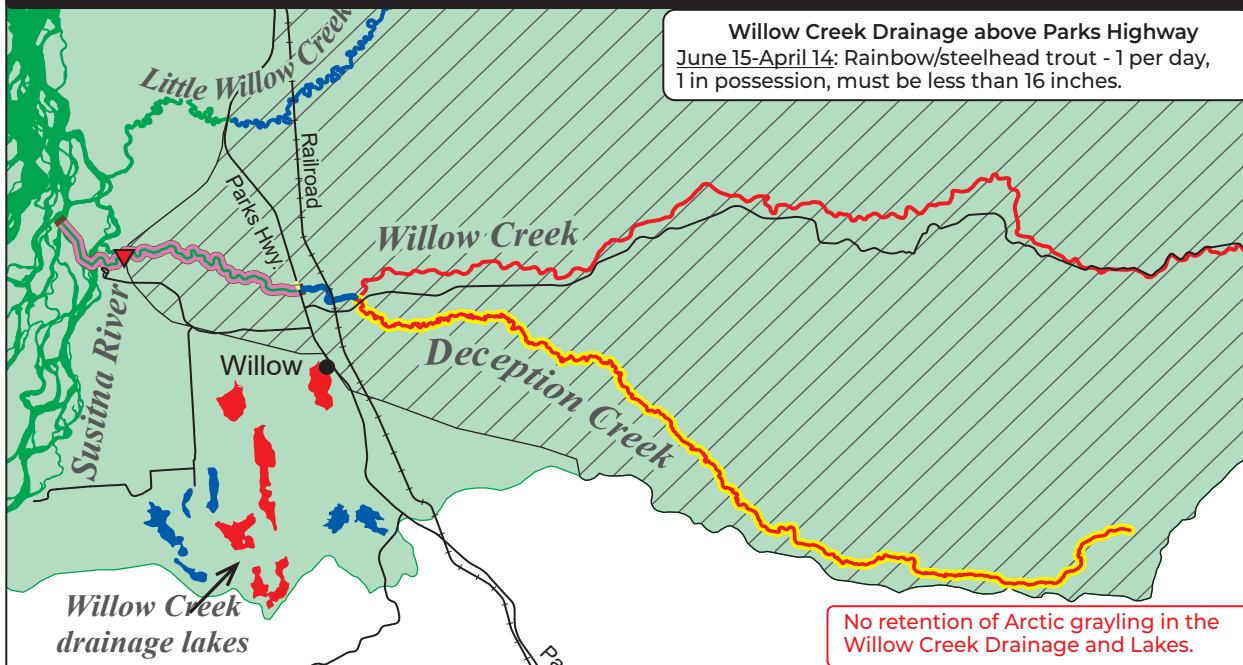 Willow Creek Drainage above Parks Highway
June 15-April 14: Rainbow/steelhead trout - 1 per day,
1 in possession, must be less than 16 inches.
Little Willow Creek
Railroad
Parks Hwy.
Willow Creek
Susitna River
Willow
Deception Creek
Willow Creek
drainage lakes
No retention of Arctic grayling in the
Willow Creek Drainage and Lakes.
Pa